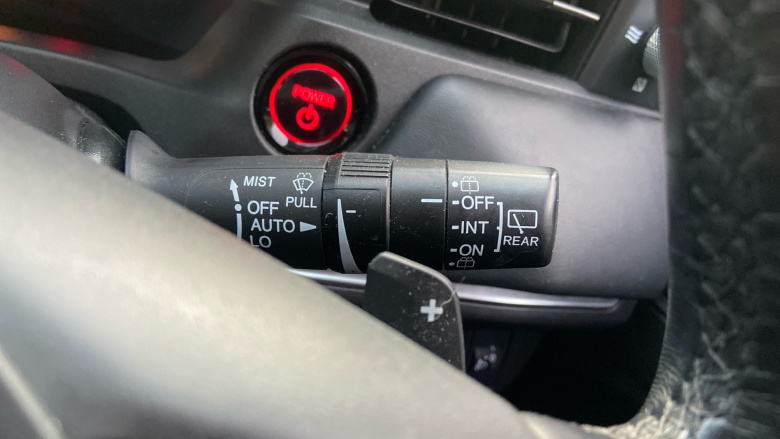 POWER
MIST
PULL
OFF
AUTO
LO
-
-
OFF
INT
ON
REAR
+